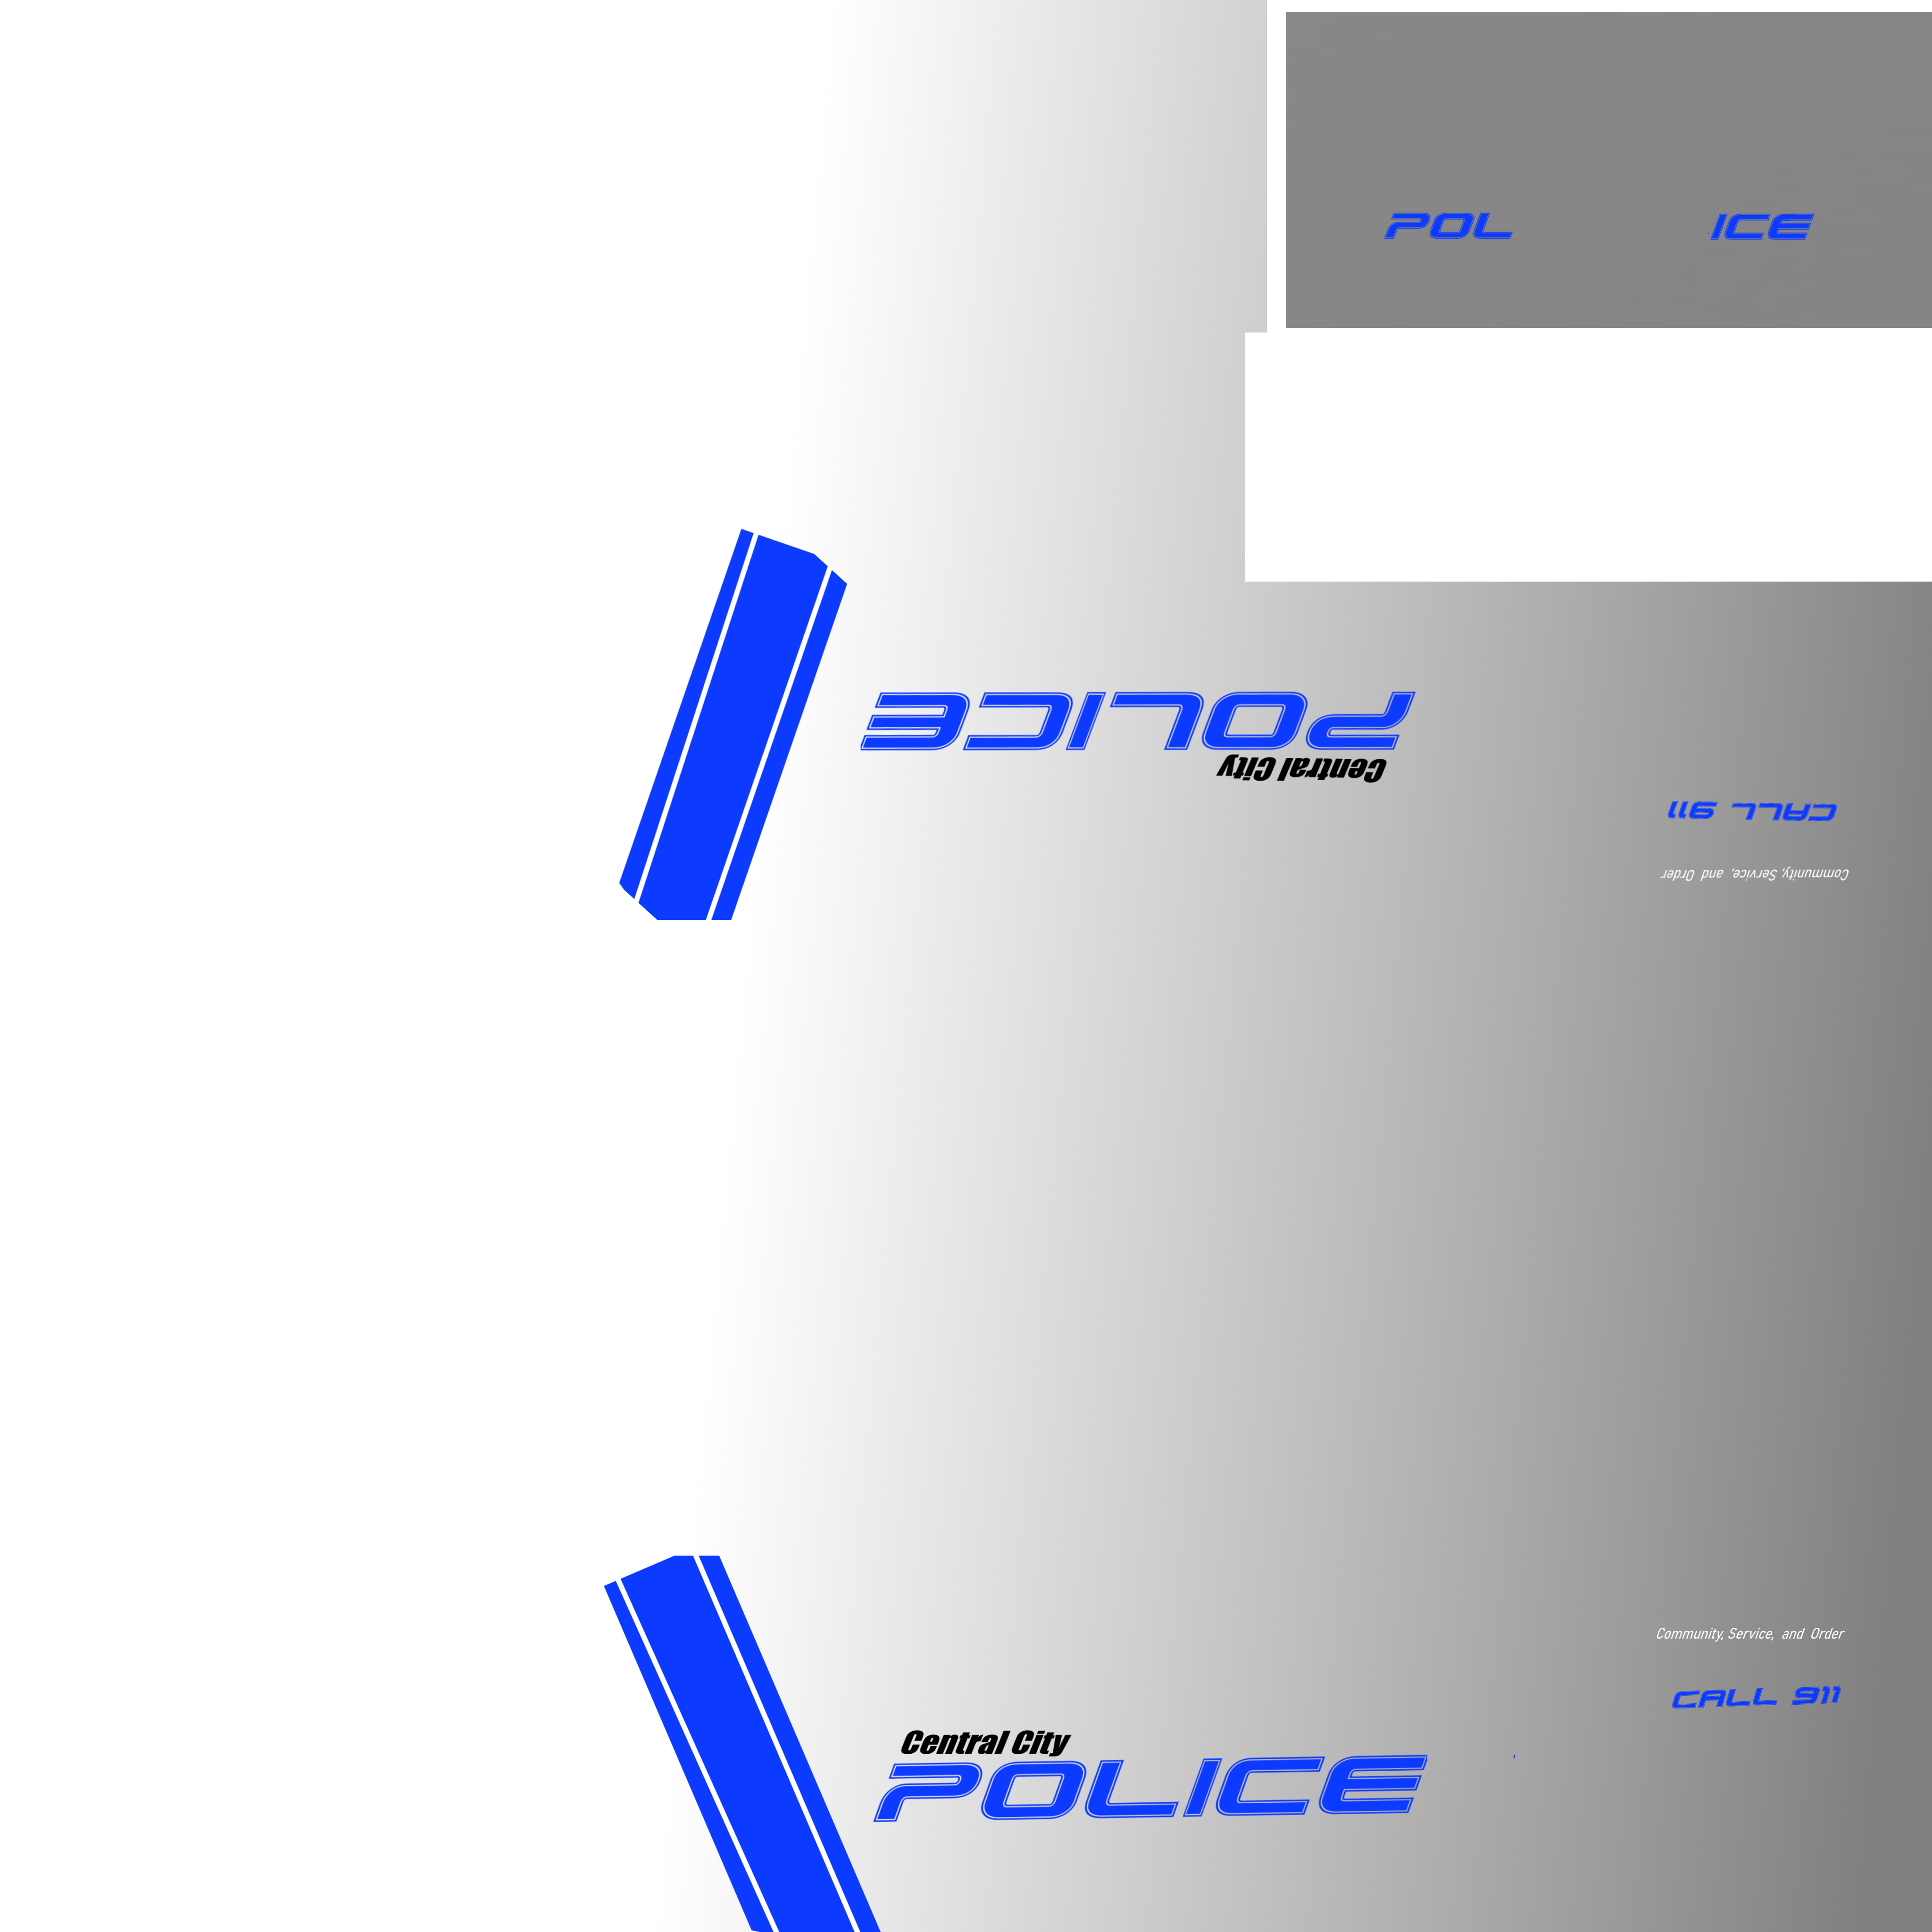 POL ICE
POLICE
Central City
CALL 911
Community, Service, and Order
Community, Service, and Order
CALL 911
Central City
POLICE